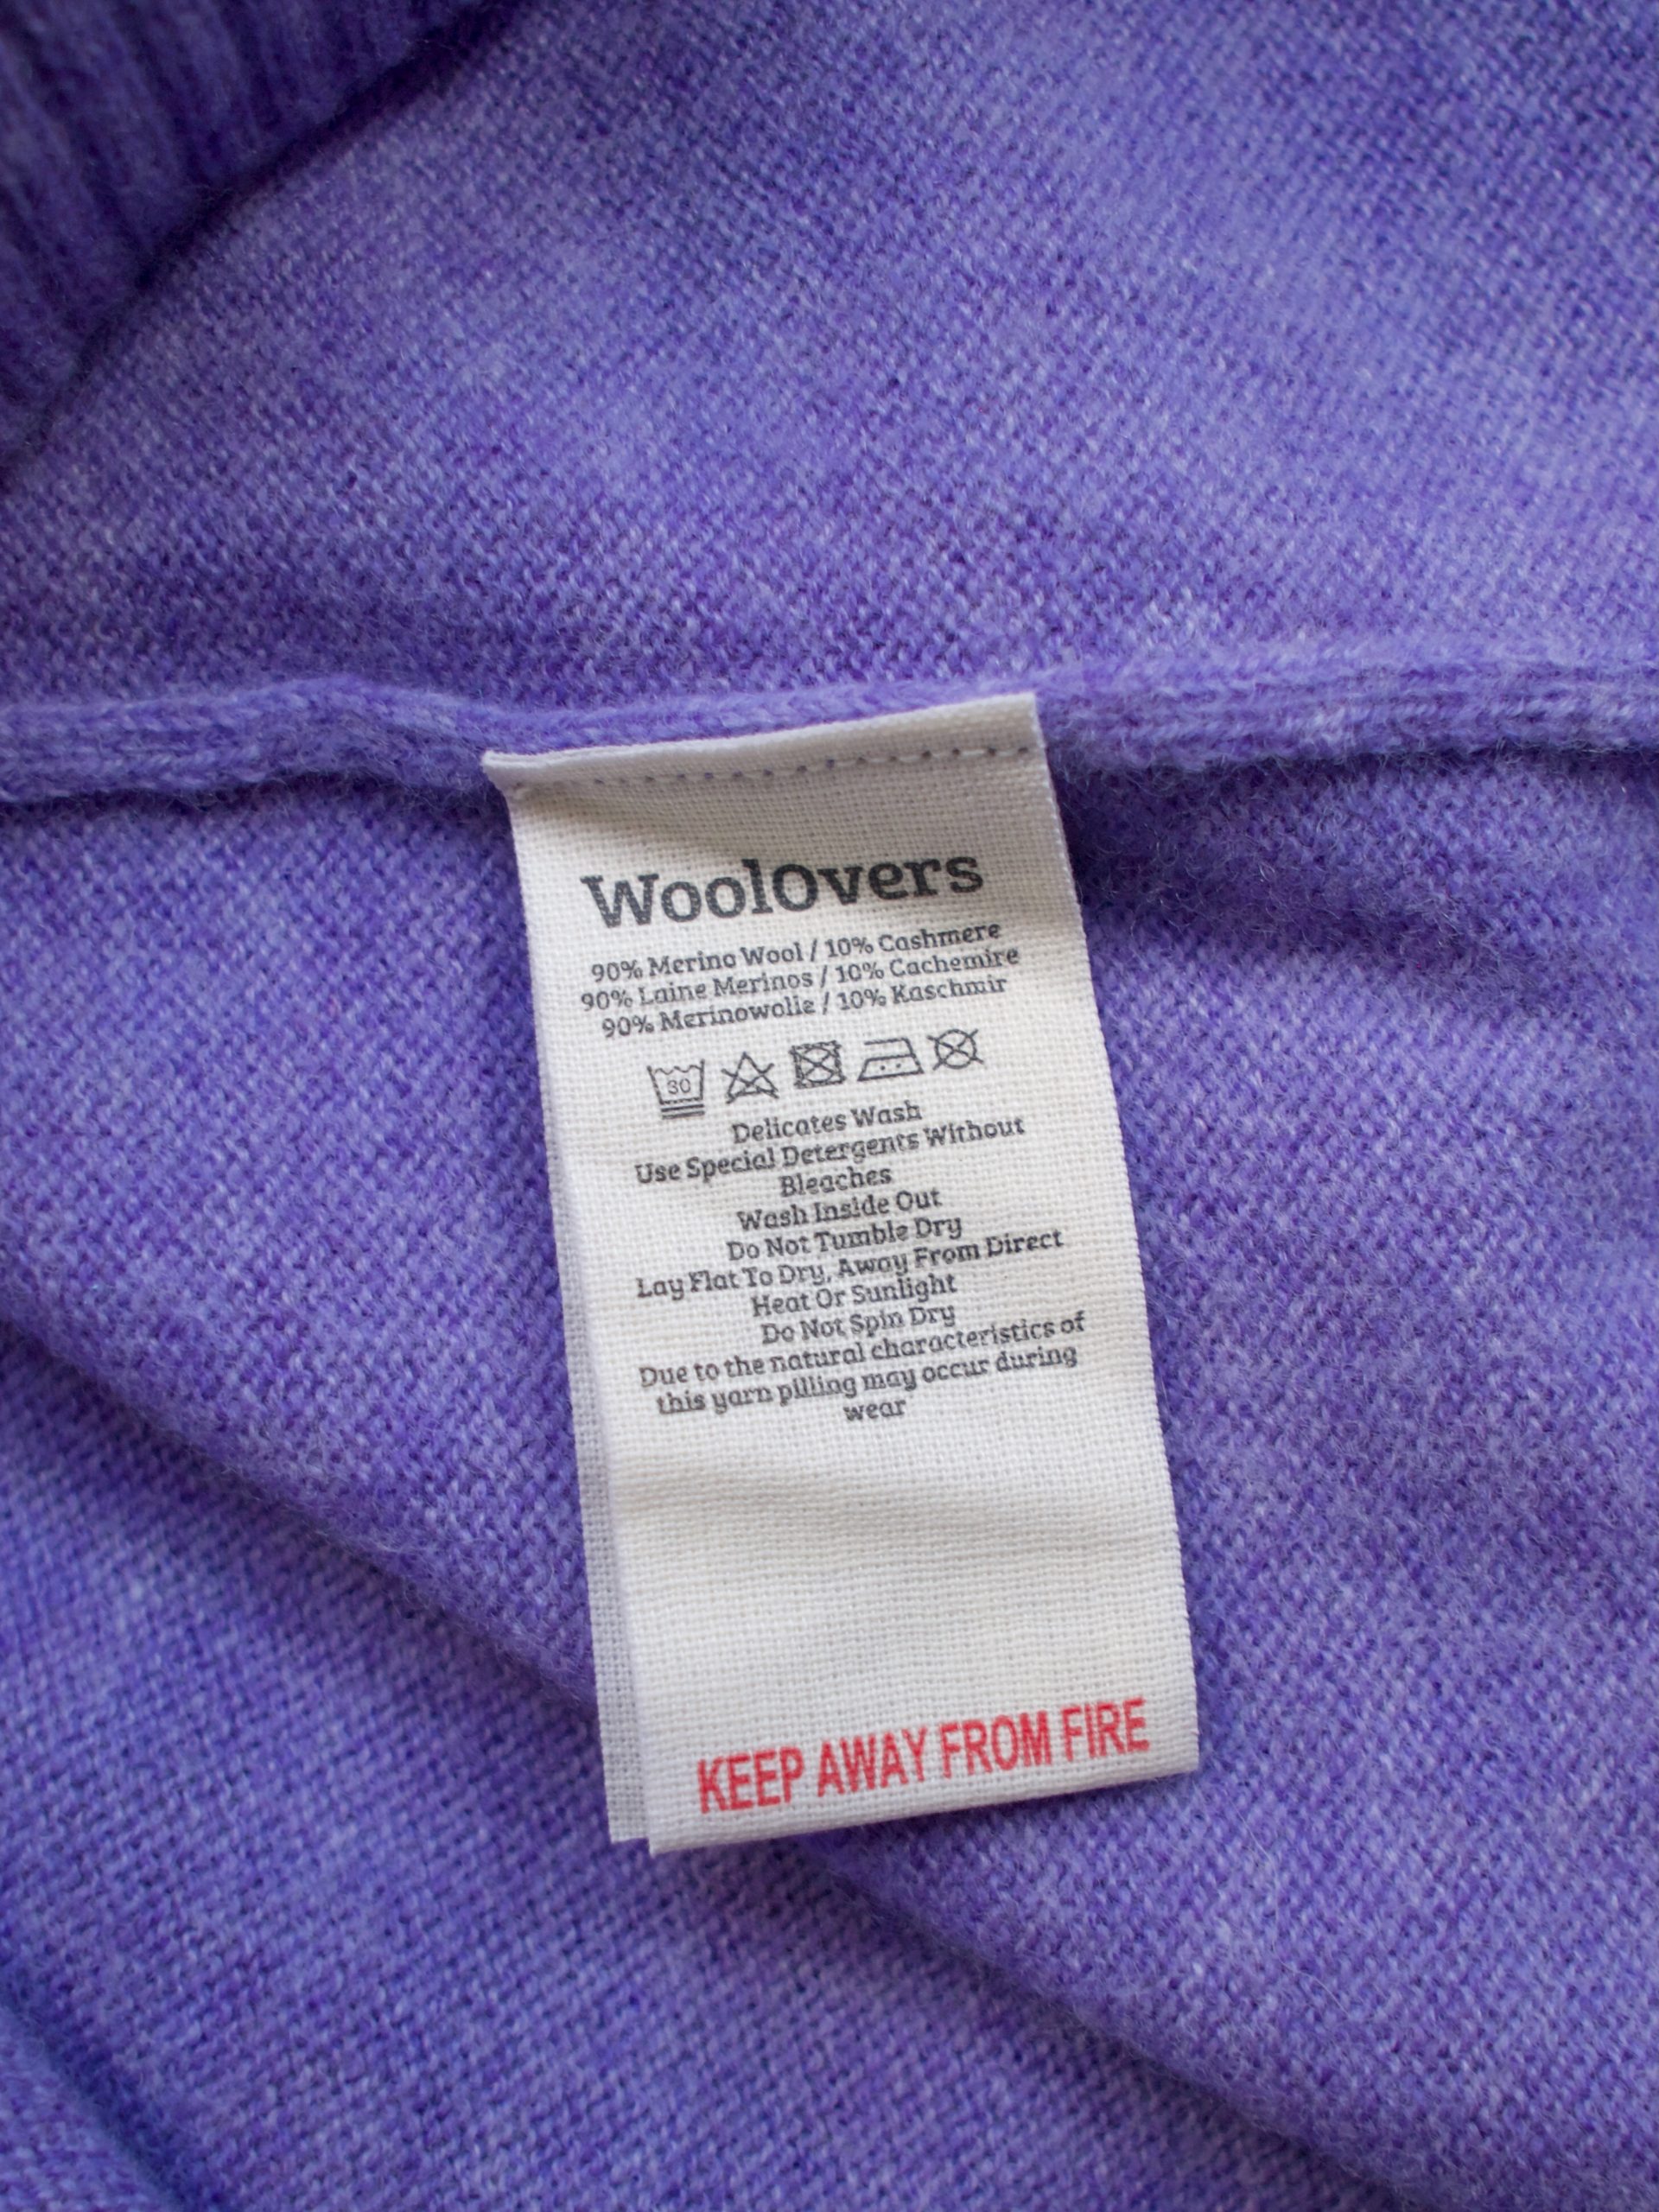 WoolOvers
90% Merino Wool / 10% Cashmere
90% Laine Merinos / 10% Cachemire
90% Merinowolle / 10% Kaschmir
30
Delicates Wash
Use Special Detergents Without
Bleaches
Wash Inside Out
Do Not Tumble Dry
Lay Flat To Dry, Away From Direct
Heat Or Sunlight
Do Not Spin Dry
Due to the natural characteristics of
this yarn pilling may occur during
wear
KEEP AWAY FROM FIRE